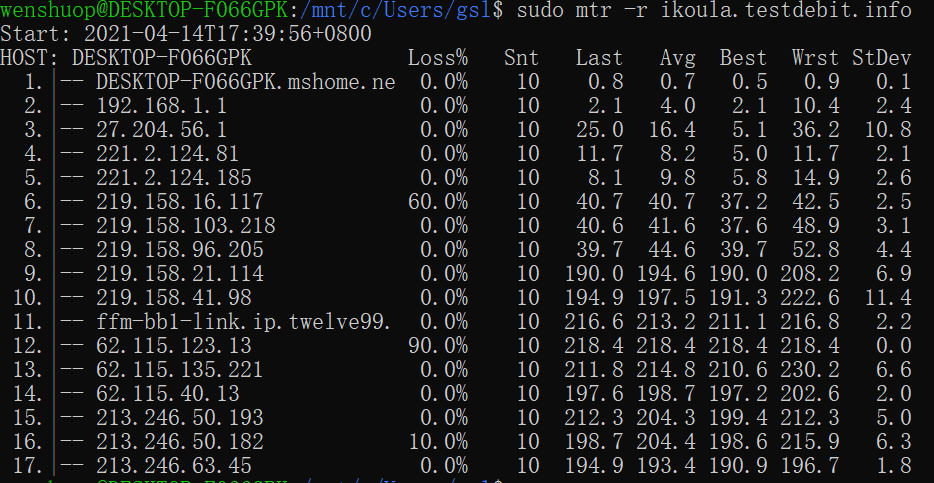 wenshuop@DESKTOP-F066GPK:/mnt/c/Users/gsl$ sudo mtr -r ikoula.testdebit.info
Start: 2021-04-14T17:39:56+0800
HOST: DESKTOP-F066GPK Loss% Snt Last Avg Best Wrst StDev
1.|-- DESKTOP-F066GPK.mshome.ne 0.0% 10 0.8 0.7 0.5 0.9 0.1
2.|-- 192.168.1.1 0.0% 10 2.1 4.0 2.1 10.4 2.4
3.|-- 27.204.56.1 0.0% 10 25.0 16.4 5.1 36.2 10.8
4.|-- 221.2.124.81 0.0% 10 11.7 8.2 5.0 11.7 2.1
5.|-- 221.2.124.185 0.0% 10 8.1 9.8 5.8 14.9 2.6
6.|-- 219.158.16.117 60.0% 10 40.7 40.7 37.2 42.5 2.5
7.|-- 219.158.103.218 0.0% 10 40.6 41.6 37.6 48.9 3.1
8.|-- 219.158.96.205 0.0% 10 39.7 44.6 39.7 52.8 4.4
9.|-- 219.158.21.114 0.0% 10 190.0 194.6 190.0 208.2 6.9
10.|-- 219.158.41.98 0.0% 10 194.9 197.5 191.3 222.6 11.4
11.|-- ffm-bb1-link.ip.twelve99. 0.0% 10 216.6 213.2 211.1 216.8 2.2
12.|-- 62.115.123.13 90.0% 10 218.4 218.4 218.4 218.4 0.0
13.|-- 62.115.135.221 0.0% 10 211.8 214.8 210.6 230.2 6.6
14.|-- 62.115.40.13 0.0% 10 197.6 198.7 197.2 202.6 2.0
15.|-- 213.246.50.193 0.0% 10 212.3 204.3 199.4 212.3 5.0
16.|-- 213.246.50.182 10.0% 10 198.7 204.4 198.6 215.9 6.3
17.|-- 213.246.63.45 0.0% 10 194.9 193.4 190.9 196.7 1.8